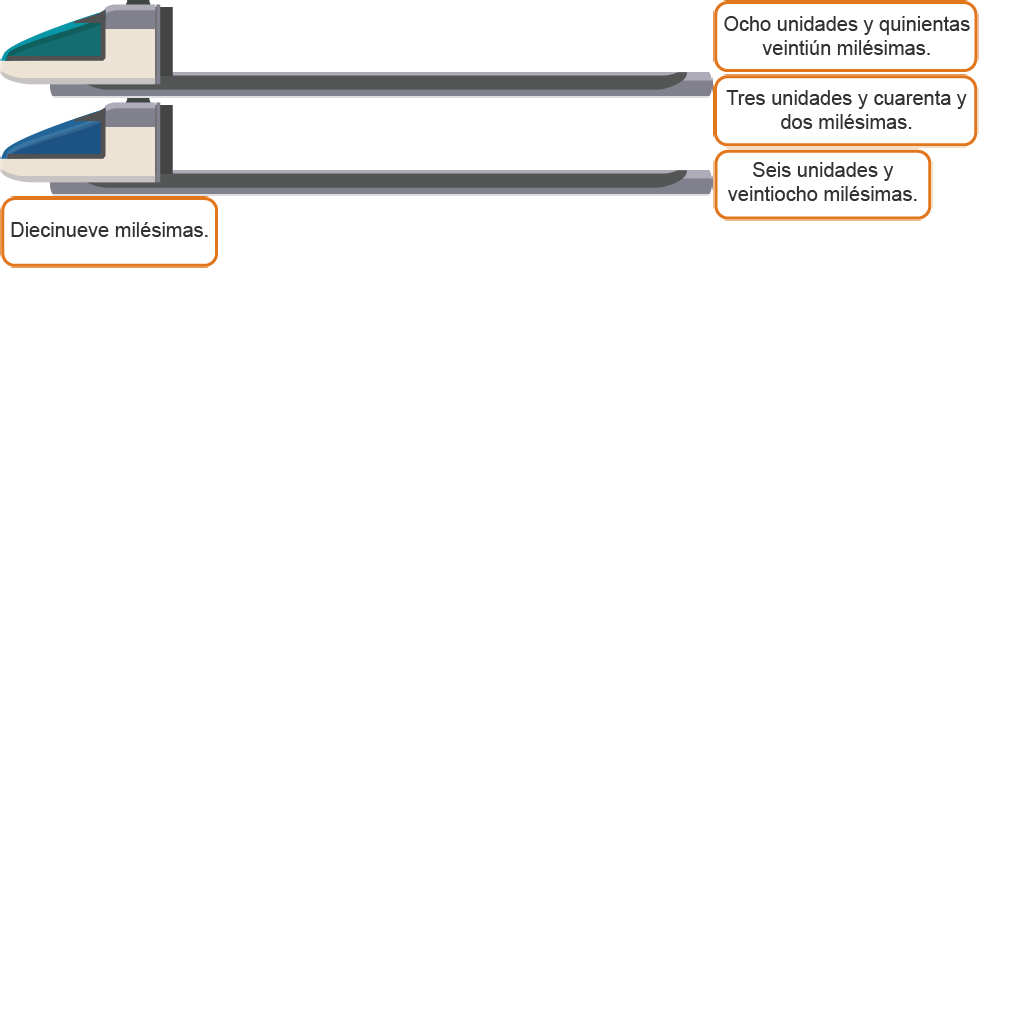 Ocho unidades y quinientas
veintiún milésimas.
Tres unidades y cuarenta y
dos milésimas.
Seis unidades y
veintiocho milésimas.
Diecinueve milésimas.